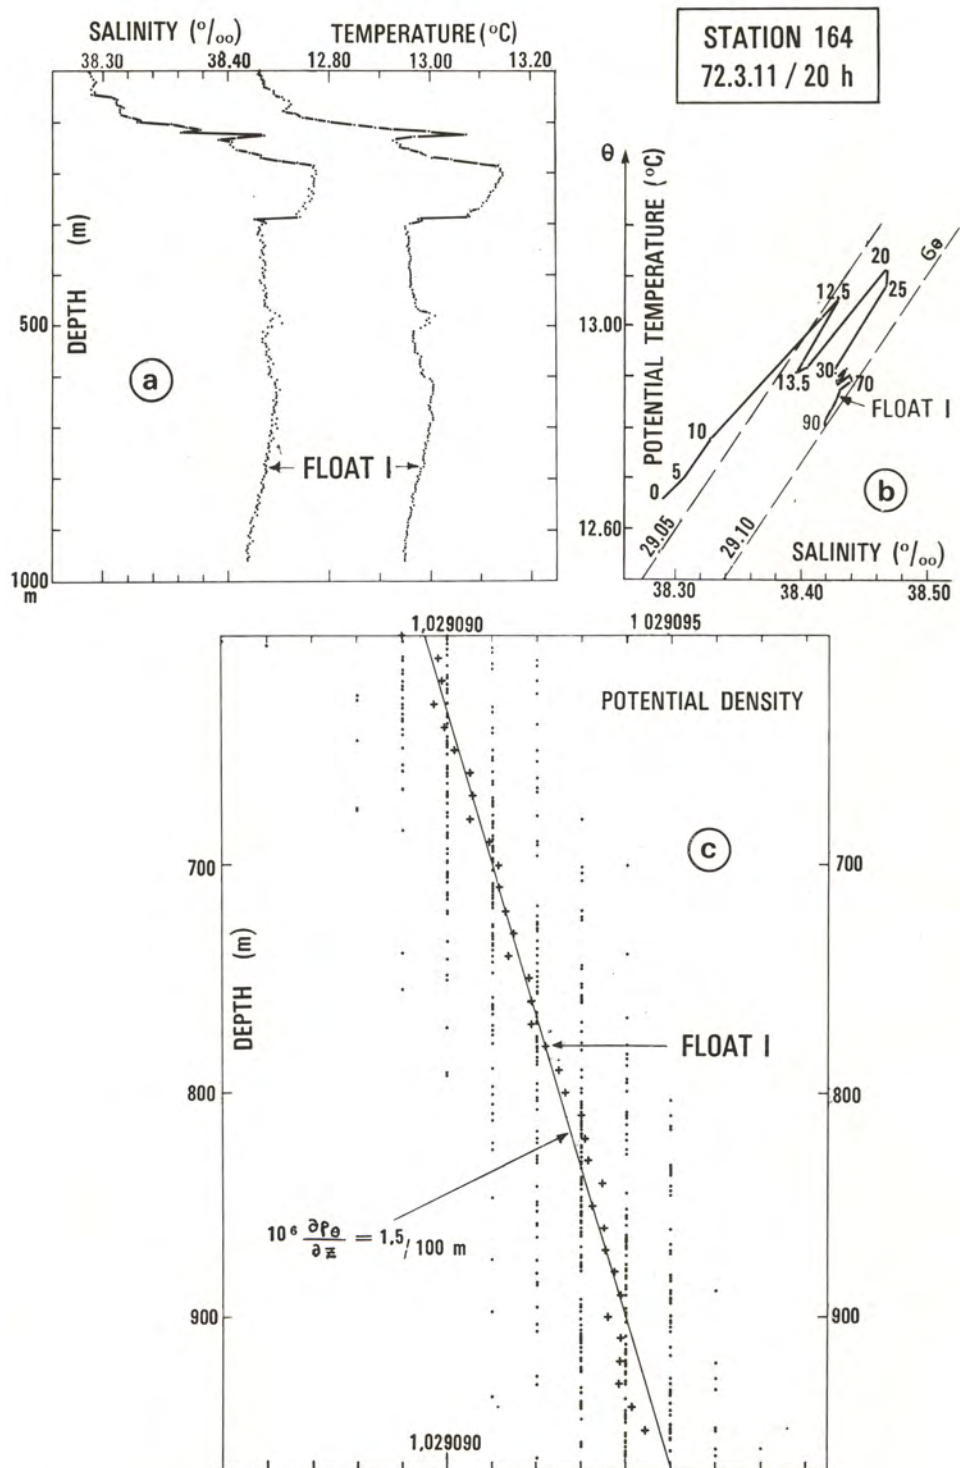 SALINITY (°/₀₀)
TEMPERATURE (°C)
38.30 38.40 12.80 13.00 13.20
DEPTH (m)
500
1000
m
a
FLOAT I
STATION 164
72.3.11 / 20 h
θ
POTENTIAL TEMPERATURE (°C)
13.00
12.60
20
σθ
12.5
25
13.5
30
70
FLOAT I
10
90
5
0
b
29.05
29.10
SALINITY (°/₀₀)
38.30 38.40 38.50
1,029090 1 029095
POTENTIAL DENSITY
c
700 700
DEPTH (m)
FLOAT I
800 800
10⁶ ∂ρθ/∂z = 1,5/100 m
900 900
1,029090